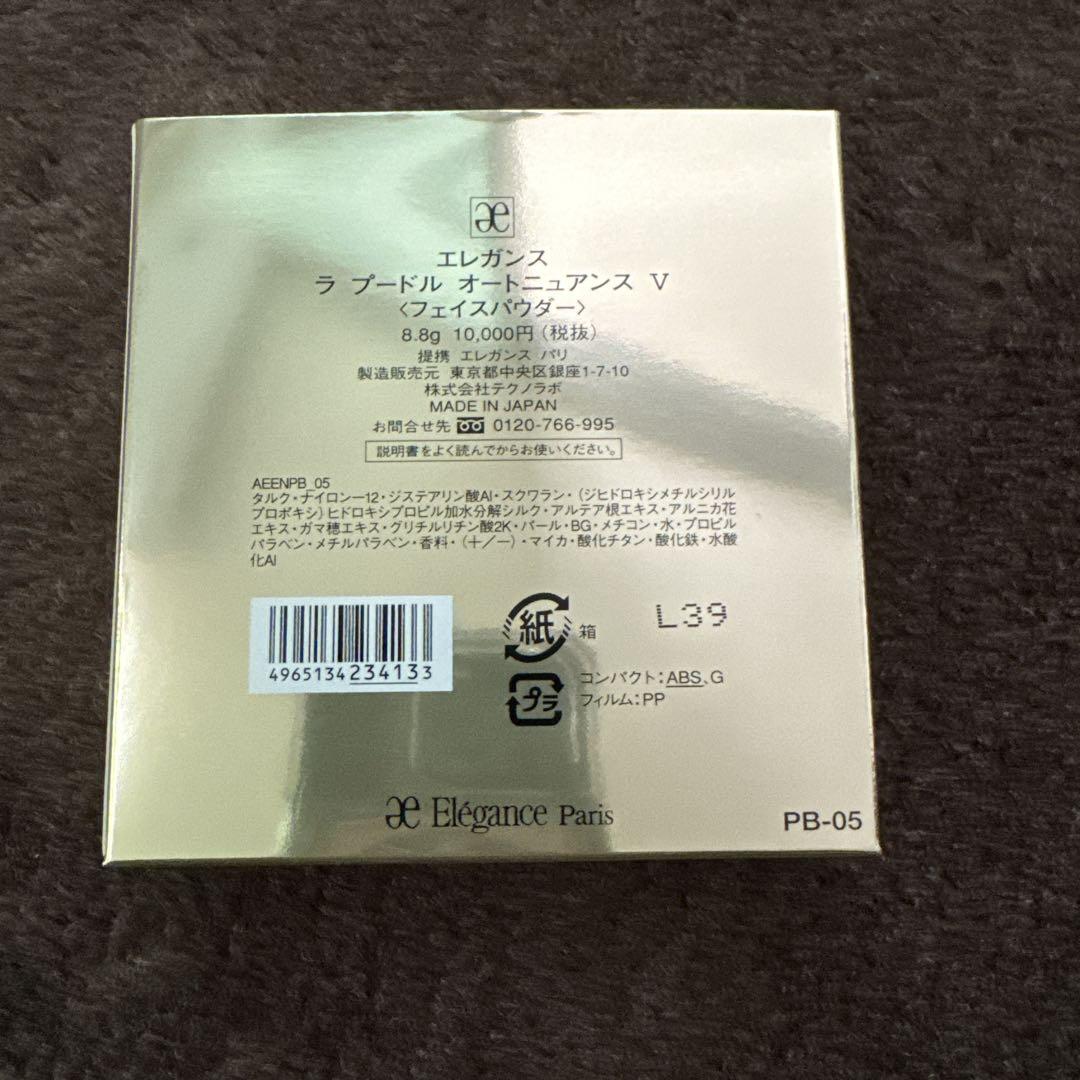 æ
エレガンス
ラ プードル オートニュアンス V
〈フェイスパウダー〉
8.8g 10,000円(税抜)
提携 エレガンス パリ
製造販売元 東京都中央区銀座1-7-10
株式会社テクノラボ
MADE IN JAPAN
お問合せ先 0120-766-995
説明書をよく読んでからお使いください。
AEENPB_05
タルク・ナイロン−12・ジステアリン酸Al・スクワラン・(ジヒドロキシメチルシリル
プロポキシ)ヒドロキシプロピル加水分解シルク・アルテア根エキス・アルニカ花
エキス・ガマ穂エキス・グリチルリチン酸2K・パール・BG・メチコン・水・プロピル
パラベン・メチルパラベン・香料・(+/−)・マイカ・酸化チタン・酸化鉄・水酸
化Al
4965134234133
紙 箱
L39
プラ
コンパクト:ABS、G
フィルム:PP
æ Elégance Paris
PB-05